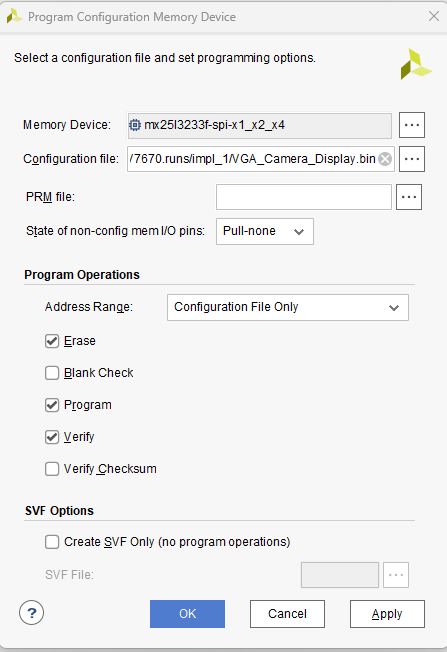 Program Configuration Memory Device
Select a configuration file and set programming options.
Memory Device: mx25l3233f-spi-x1_x2_x4 ...
Configuration file: /7670.runs/impl_1/VGA_Camera_Display.bin ...
PRM file: ...
State of non-config mem I/O pins: Pull-none
Program Operations
Address Range: Configuration File Only
Erase
Blank Check
Program
Verify
Verify Checksum
SVF Options
Create SVF Only (no program operations)
SVF File: ...
? OK Cancel Apply